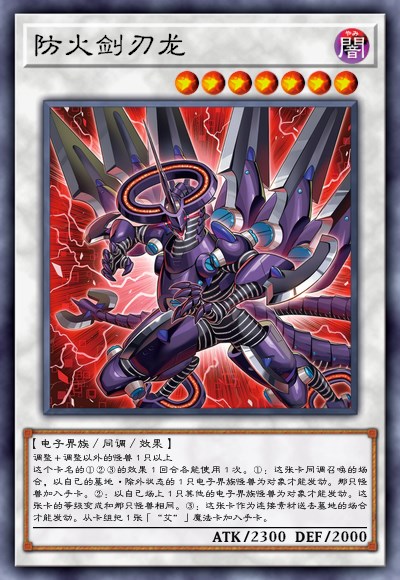 防火剑刃龙
闇
やみ
【电子界族／同调／效果】
调整＋调整以外的怪兽1只以上
这个卡名的①②③的效果1回合各能使用1次。①：这张卡同调召唤的场
合，以自己的墓地・除外状态的1只电子界族怪兽为对象才能发动。那只怪
兽加入手卡。②：以自己场上1只其他的电子界族怪兽为对象才能发动。这
张卡的等级变成和那只怪兽相同。③：这张卡作为连接素材送去墓地的场合
才能发动。从卡组把1张「“艾”」魔法卡加入手卡。
ATK/2300 DEF/2000